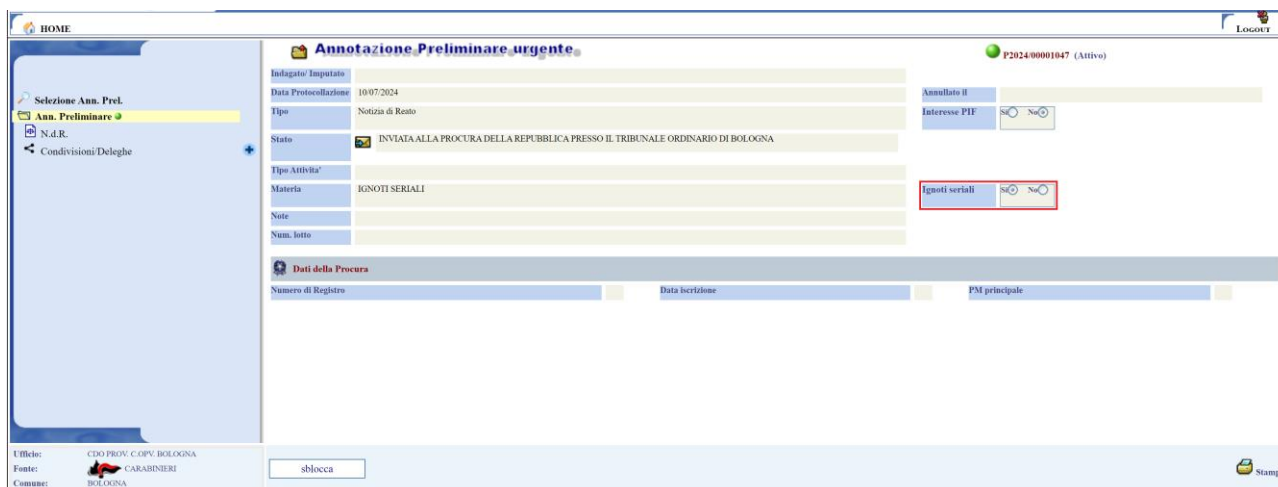 HOME
LOGOUT
Selezione Ann. Prel.
Ann. Preliminare
N.d.R.
Condivisioni/Deleghe
Annotazione Preliminare urgente
P2024/00001047 (Attivo)
Indagato/ Imputato
Data Protocollazione 10/07/2024 Annullato il
Tipo Notizia di Reato Interesse PIF Sì No
Stato INVIATA ALLA PROCURA DELLA REPUBBLICA PRESSO IL TRIBUNALE ORDINARIO DI BOLOGNA
Tipo Attivita'
Materia IGNOTI SERIALI Ignoti seriali Sì No
Note
Num. lotto
Dati della Procura
Numero di Registro Data iscrizione PM principale
Ufficio: CDO PROV. C.OPV. BOLOGNA
Fonte: CARABINIERI
Comune: BOLOGNA
sblocca
Stamp